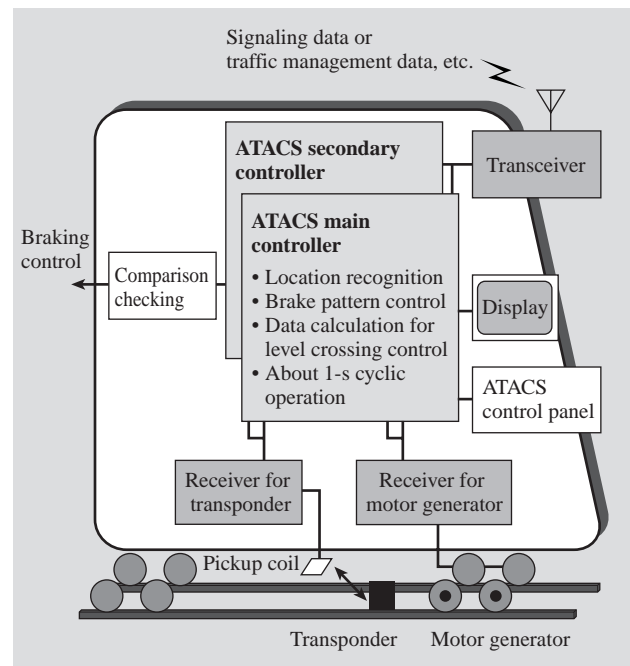 Signaling data or
traffic management data, etc.
ATACS secondary
controller
Transceiver
ATACS main
controller
• Location recognition
• Brake pattern control
• Data calculation for
level crossing control
• About 1-s cyclic
operation
Braking
control
Comparison
checking
Display
ATACS
control panel
Receiver for
transponder
Receiver for
motor generator
Pickup coil
Transponder
Motor generator